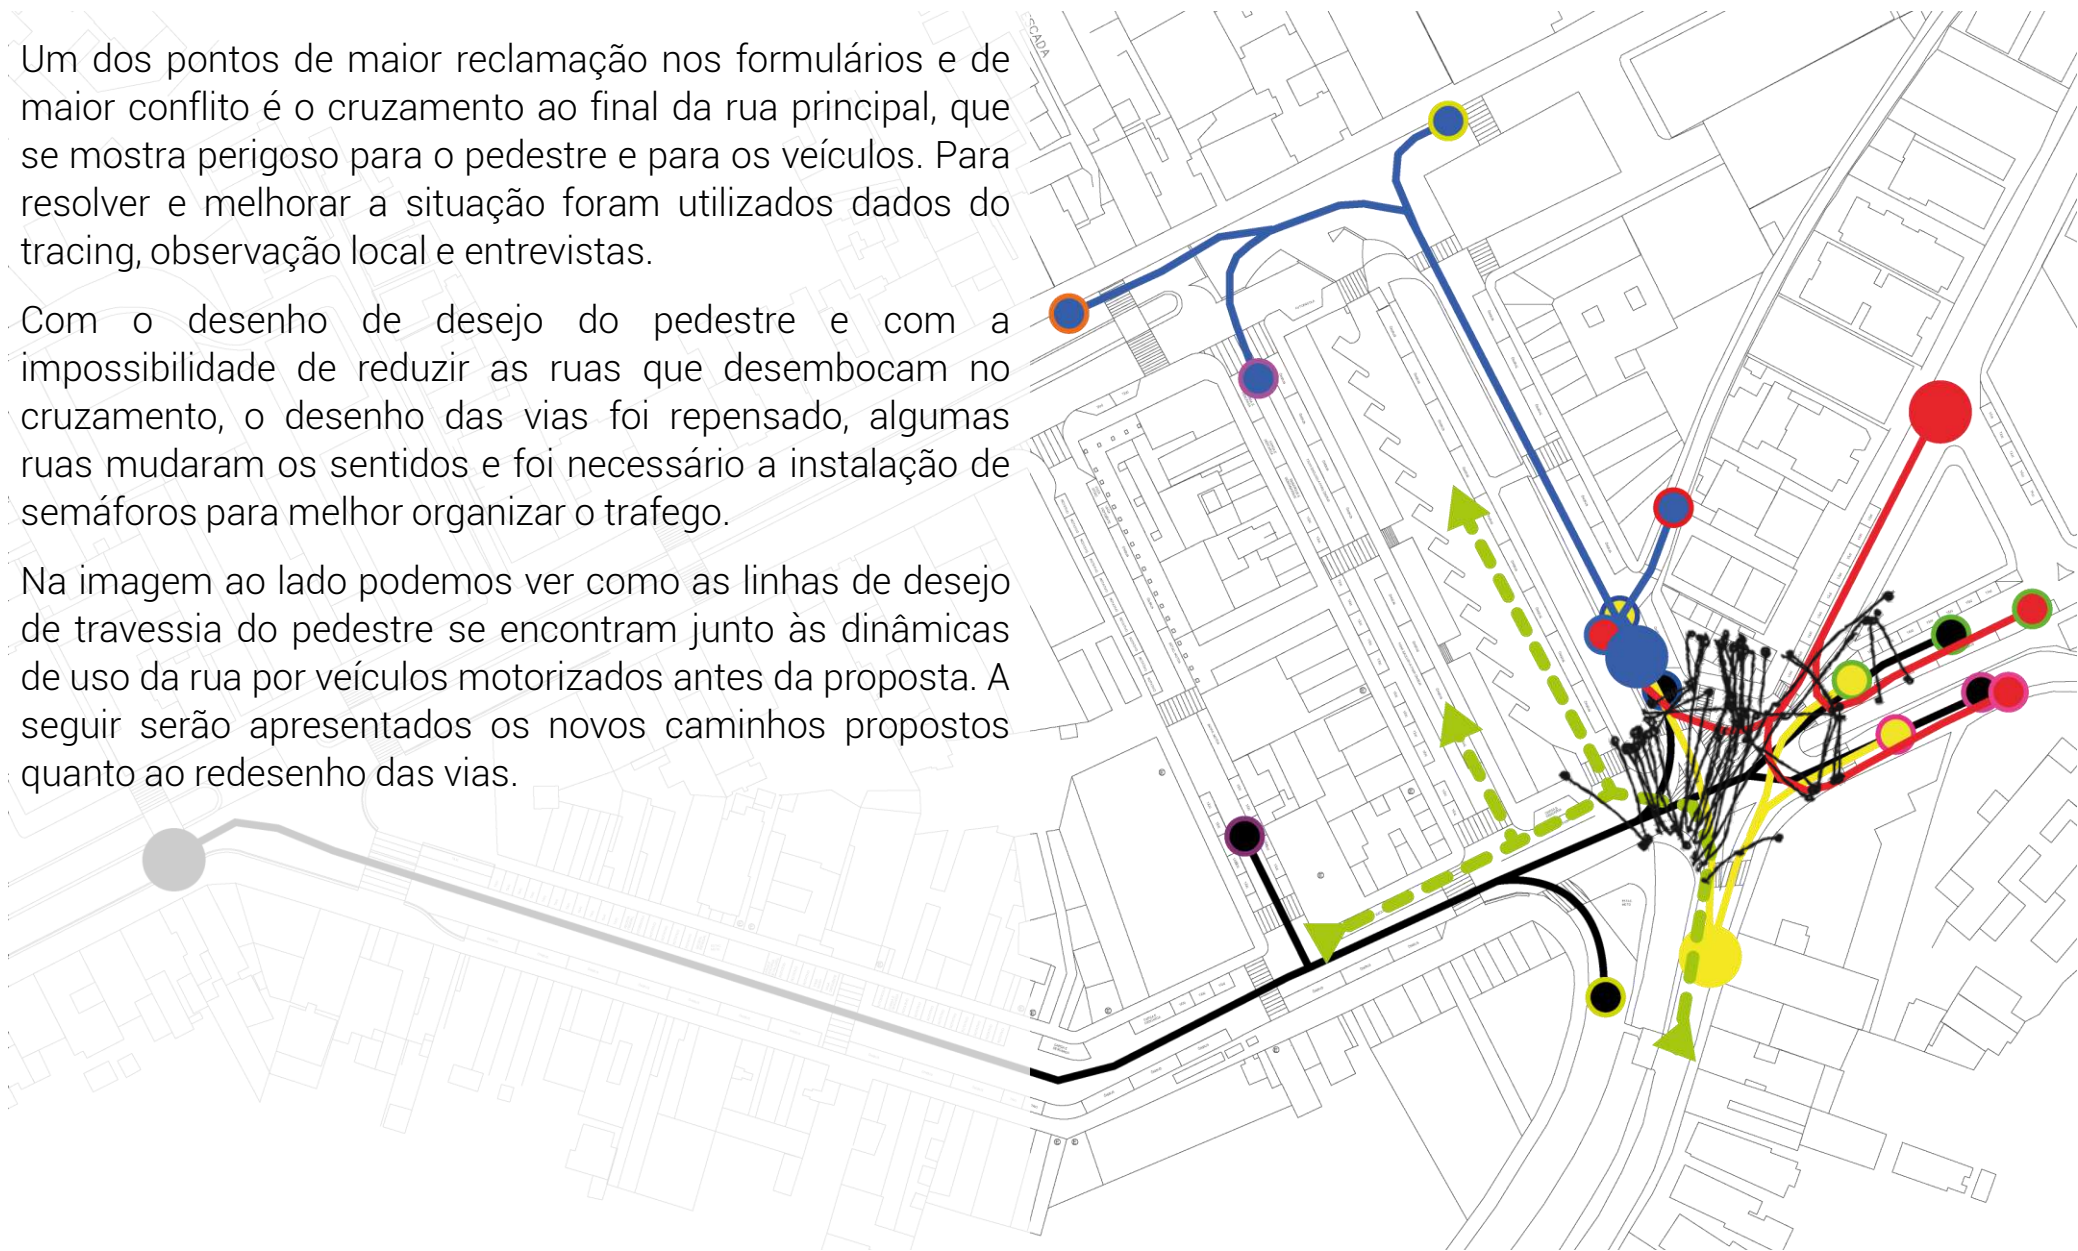 Um dos pontos de maior reclamação nos formulários e de
maior conflito é o cruzamento ao final da rua principal, que
se mostra perigoso para o pedestre e para os veículos. Para
resolver e melhorar a situação foram utilizados dados do
tracing, observação local e entrevistas.
Com o desenho de desejo do pedestre e com a
impossibilidade de reduzir as ruas que desembocam no
cruzamento, o desenho das vias foi repensado, algumas
ruas mudaram os sentidos e foi necessário a instalação de
semáforos para melhor organizar o trafego.
Na imagem ao lado podemos ver como as linhas de desejo
de travessia do pedestre se encontram junto às dinâmicas
de uso da rua por veículos motorizados antes da proposta. A
seguir serão apresentados os novos caminhos propostos
quanto ao redesenho das vias.